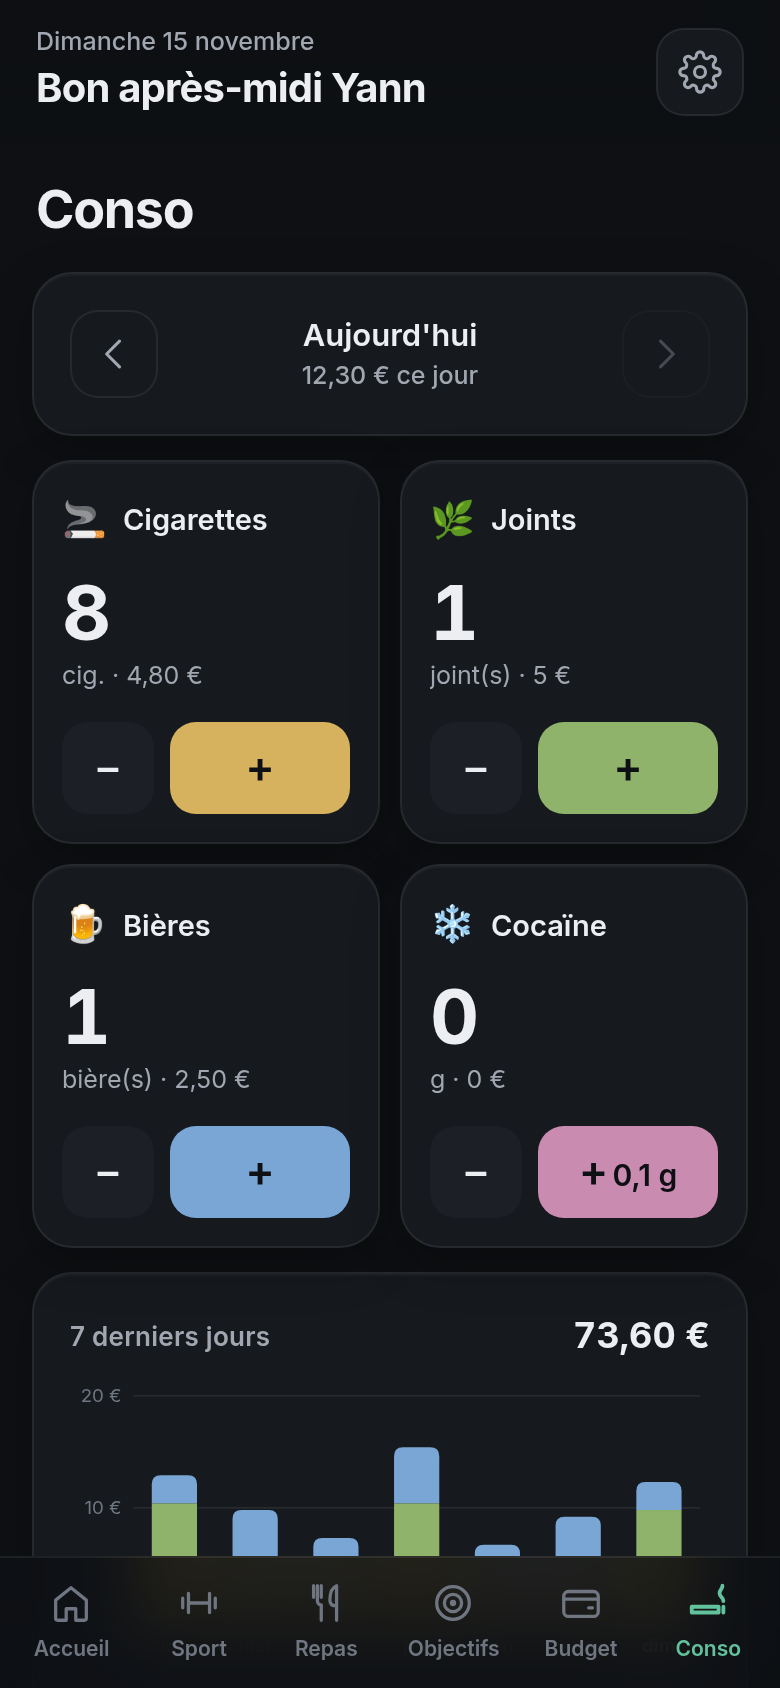 Dimanche 15 novembre
Bon après-midi Yann
Conso
Aujourd'hui
12,30 € ce jour
Cigarettes
8
cig. · 4,80 €
− +
Joints
1
joint(s) · 5 €
− +
Bières
1
bière(s) · 2,50 €
− +
Cocaïne
0
g · 0 €
− + 0,1 g
7 derniers jours 73,60 €
20 €
10 €
Accueil Sport Repas Objectifs Budget Conso